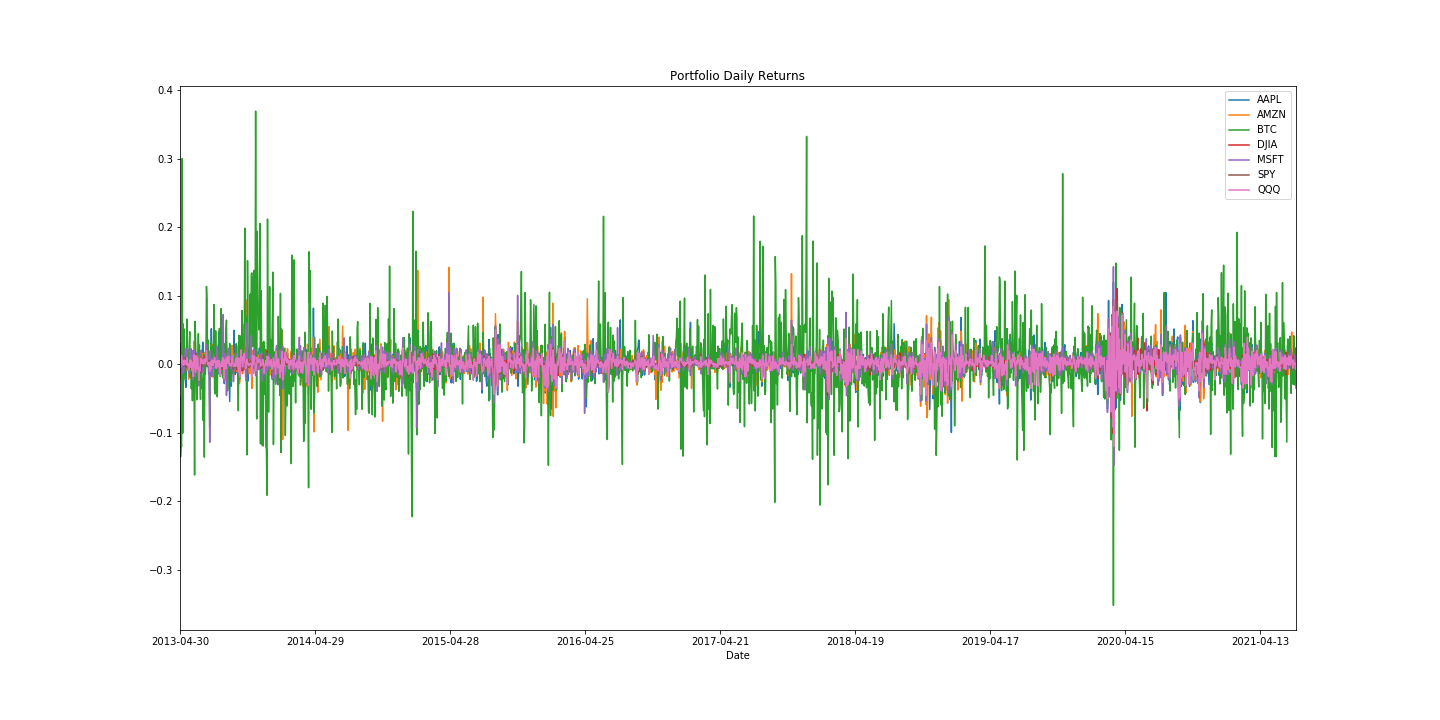 Portfolio Daily Returns
0.4
0.3
0.2
0.1
0.0
−0.1
−0.2
−0.3
AAPL
AMZN
BTC
DJIA
MSFT
SPY
QQQ
2013-04-30 2014-04-29 2015-04-28 2016-04-25 2017-04-21 2018-04-19 2019-04-17 2020-04-15 2021-04-13
Date